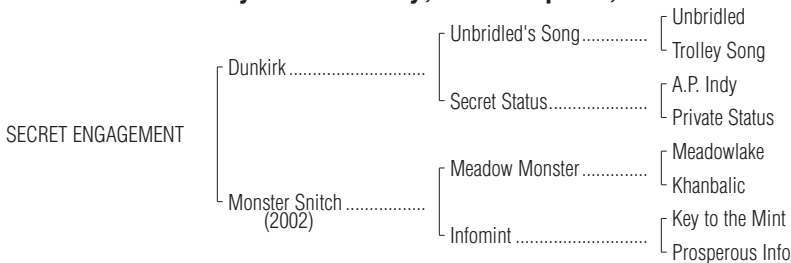 Unbridled
Unbridled's Song..............
Trolley Song
Dunkirk.............................
A.P. Indy
Secret Status.....................
Private Status
SECRET ENGAGEMENT
Meadowlake
Meadow Monster..............
Khanbalic
Monster Snitch.................
(2002)
Key to the Mint
Infomint............................
Prosperous Info